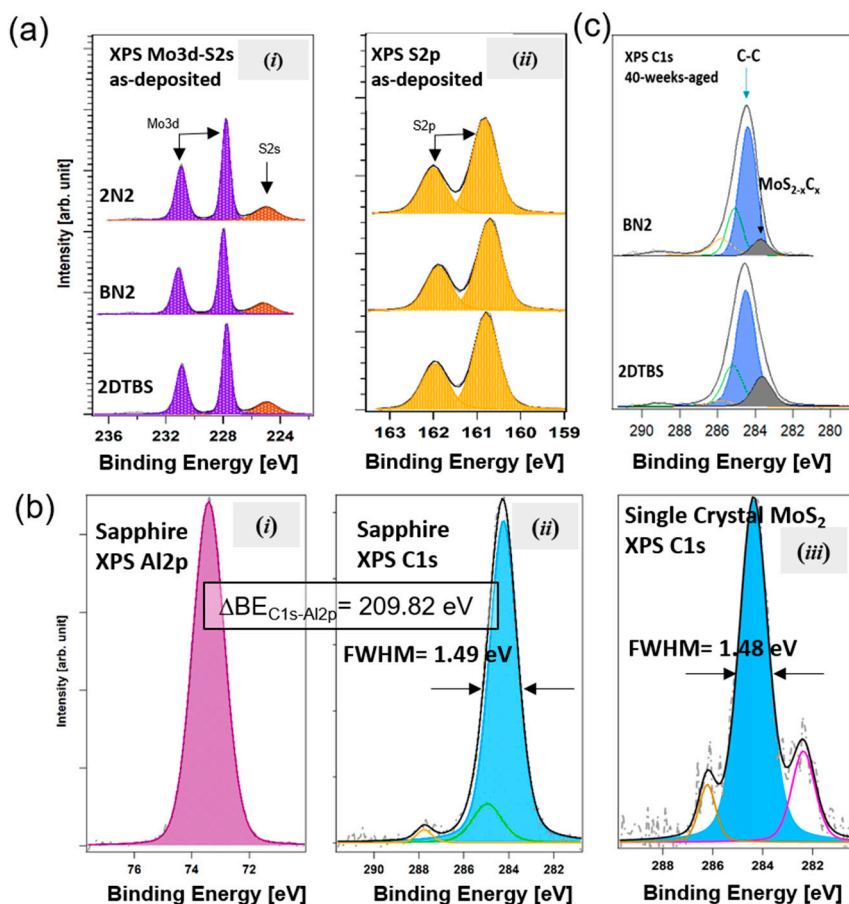 (a)
XPS Mo3d-S2s
as-deposited
(i)
Mo3d
S2s
2N2
BN2
2DTBS
Intensity [arb. unit]
236 232 228 224
Binding Energy [eV]
XPS S2p
as-deposited
(ii)
S2p
163 162 161 160 159
Binding Energy [eV]
(c)
XPS C1s
40-weeks-aged
C-C
MoS2-xCx
BN2
2DTBS
290 288 286 284 282 280
Binding Energy [eV]
(b)
Sapphire
XPS Al2p
(i)
Intensity [arb. unit]
76 74 72
Binding Energy [eV]
Sapphire
XPS C1s
(ii)
ΔBEC1s-Al2p= 209.82 eV
FWHM= 1.49 eV
290 288 286 284 282
Binding Energy [eV]
Single Crystal MoS2
XPS C1s
(iii)
FWHM= 1.48 eV
288 286 284 282
Binding Energy [eV]